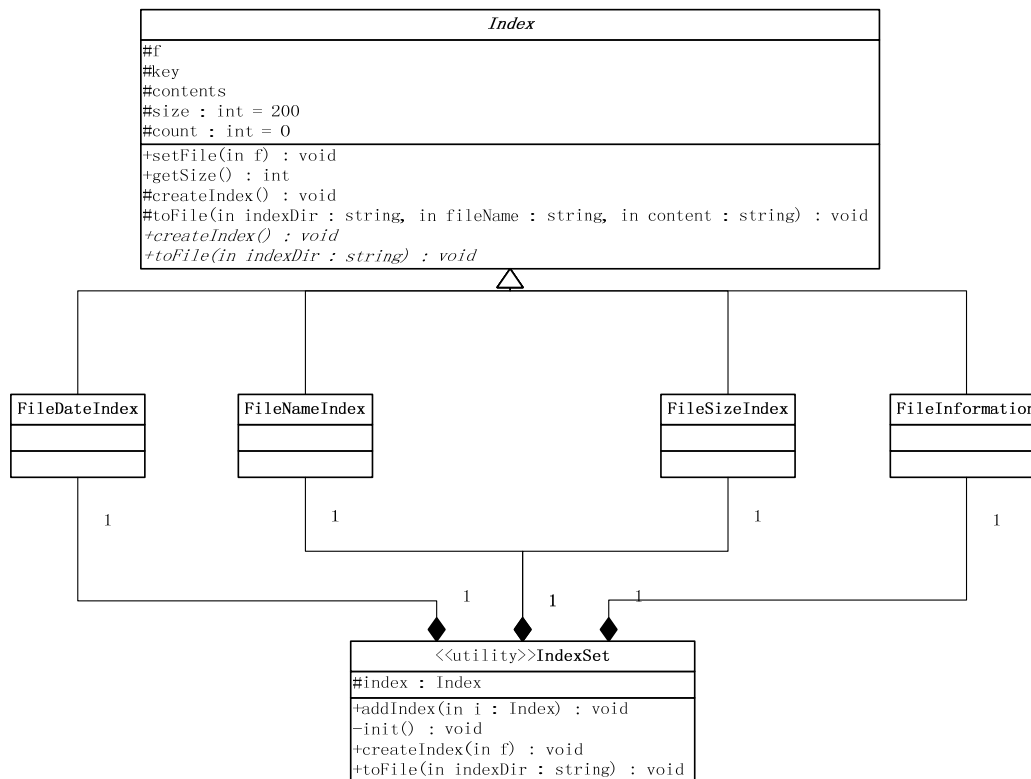 Index
#f
#key
#contents
#size : int = 200
#count : int = 0
+setFile(in f) : void
+getSize() : int
#createIndex() : void
#toFile(in indexDir : string, in fileName : string, in content : string) : void
+createIndex() : void
+toFile(in indexDir : string) : void
FileDateIndex
FileNameIndex
FileSizeIndex
FileInformation
1
1
1
1
1
1
1
<<utility>>IndexSet
#index : Index
+addIndex(in i : Index) : void
-init() : void
+createIndex(in f) : void
+toFile(in indexDir : string) : void